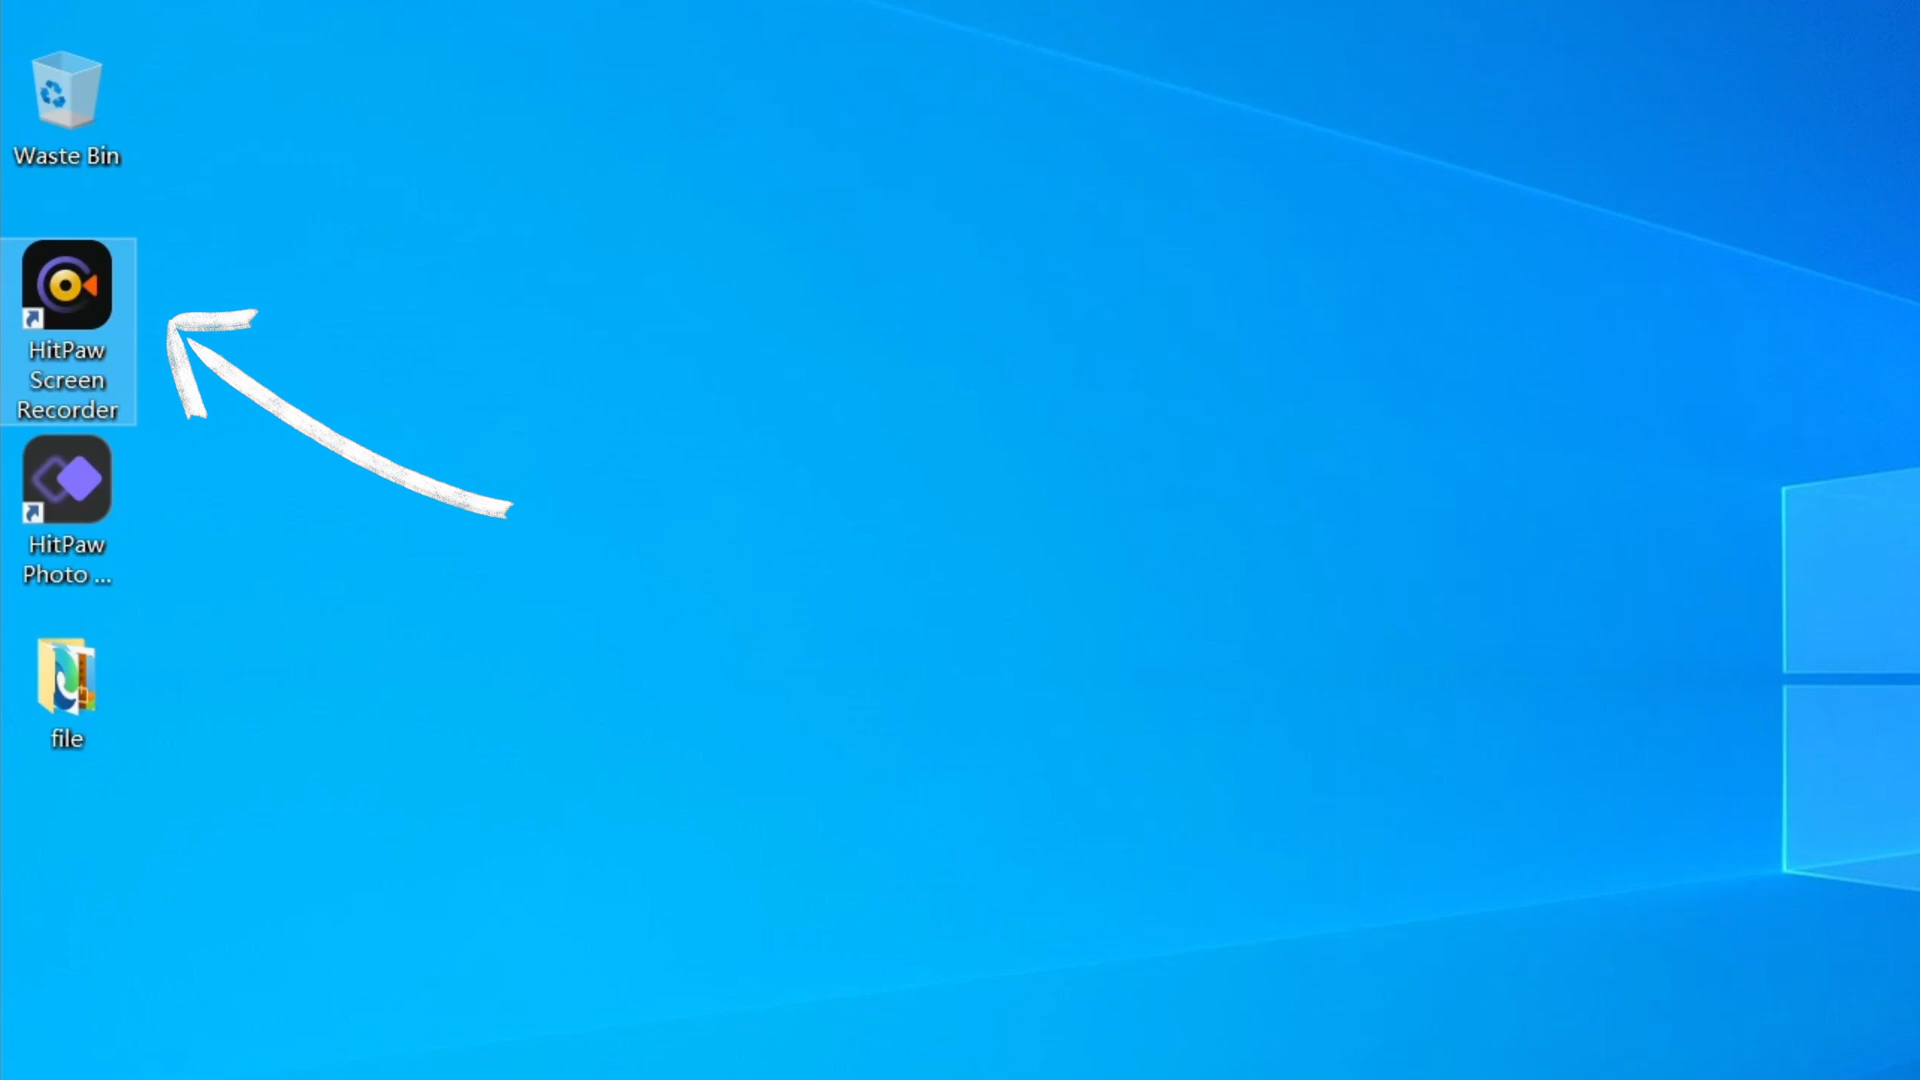 Waste Bin
HitPaw
Screen
Recorder
HitPaw
Photo ...
file